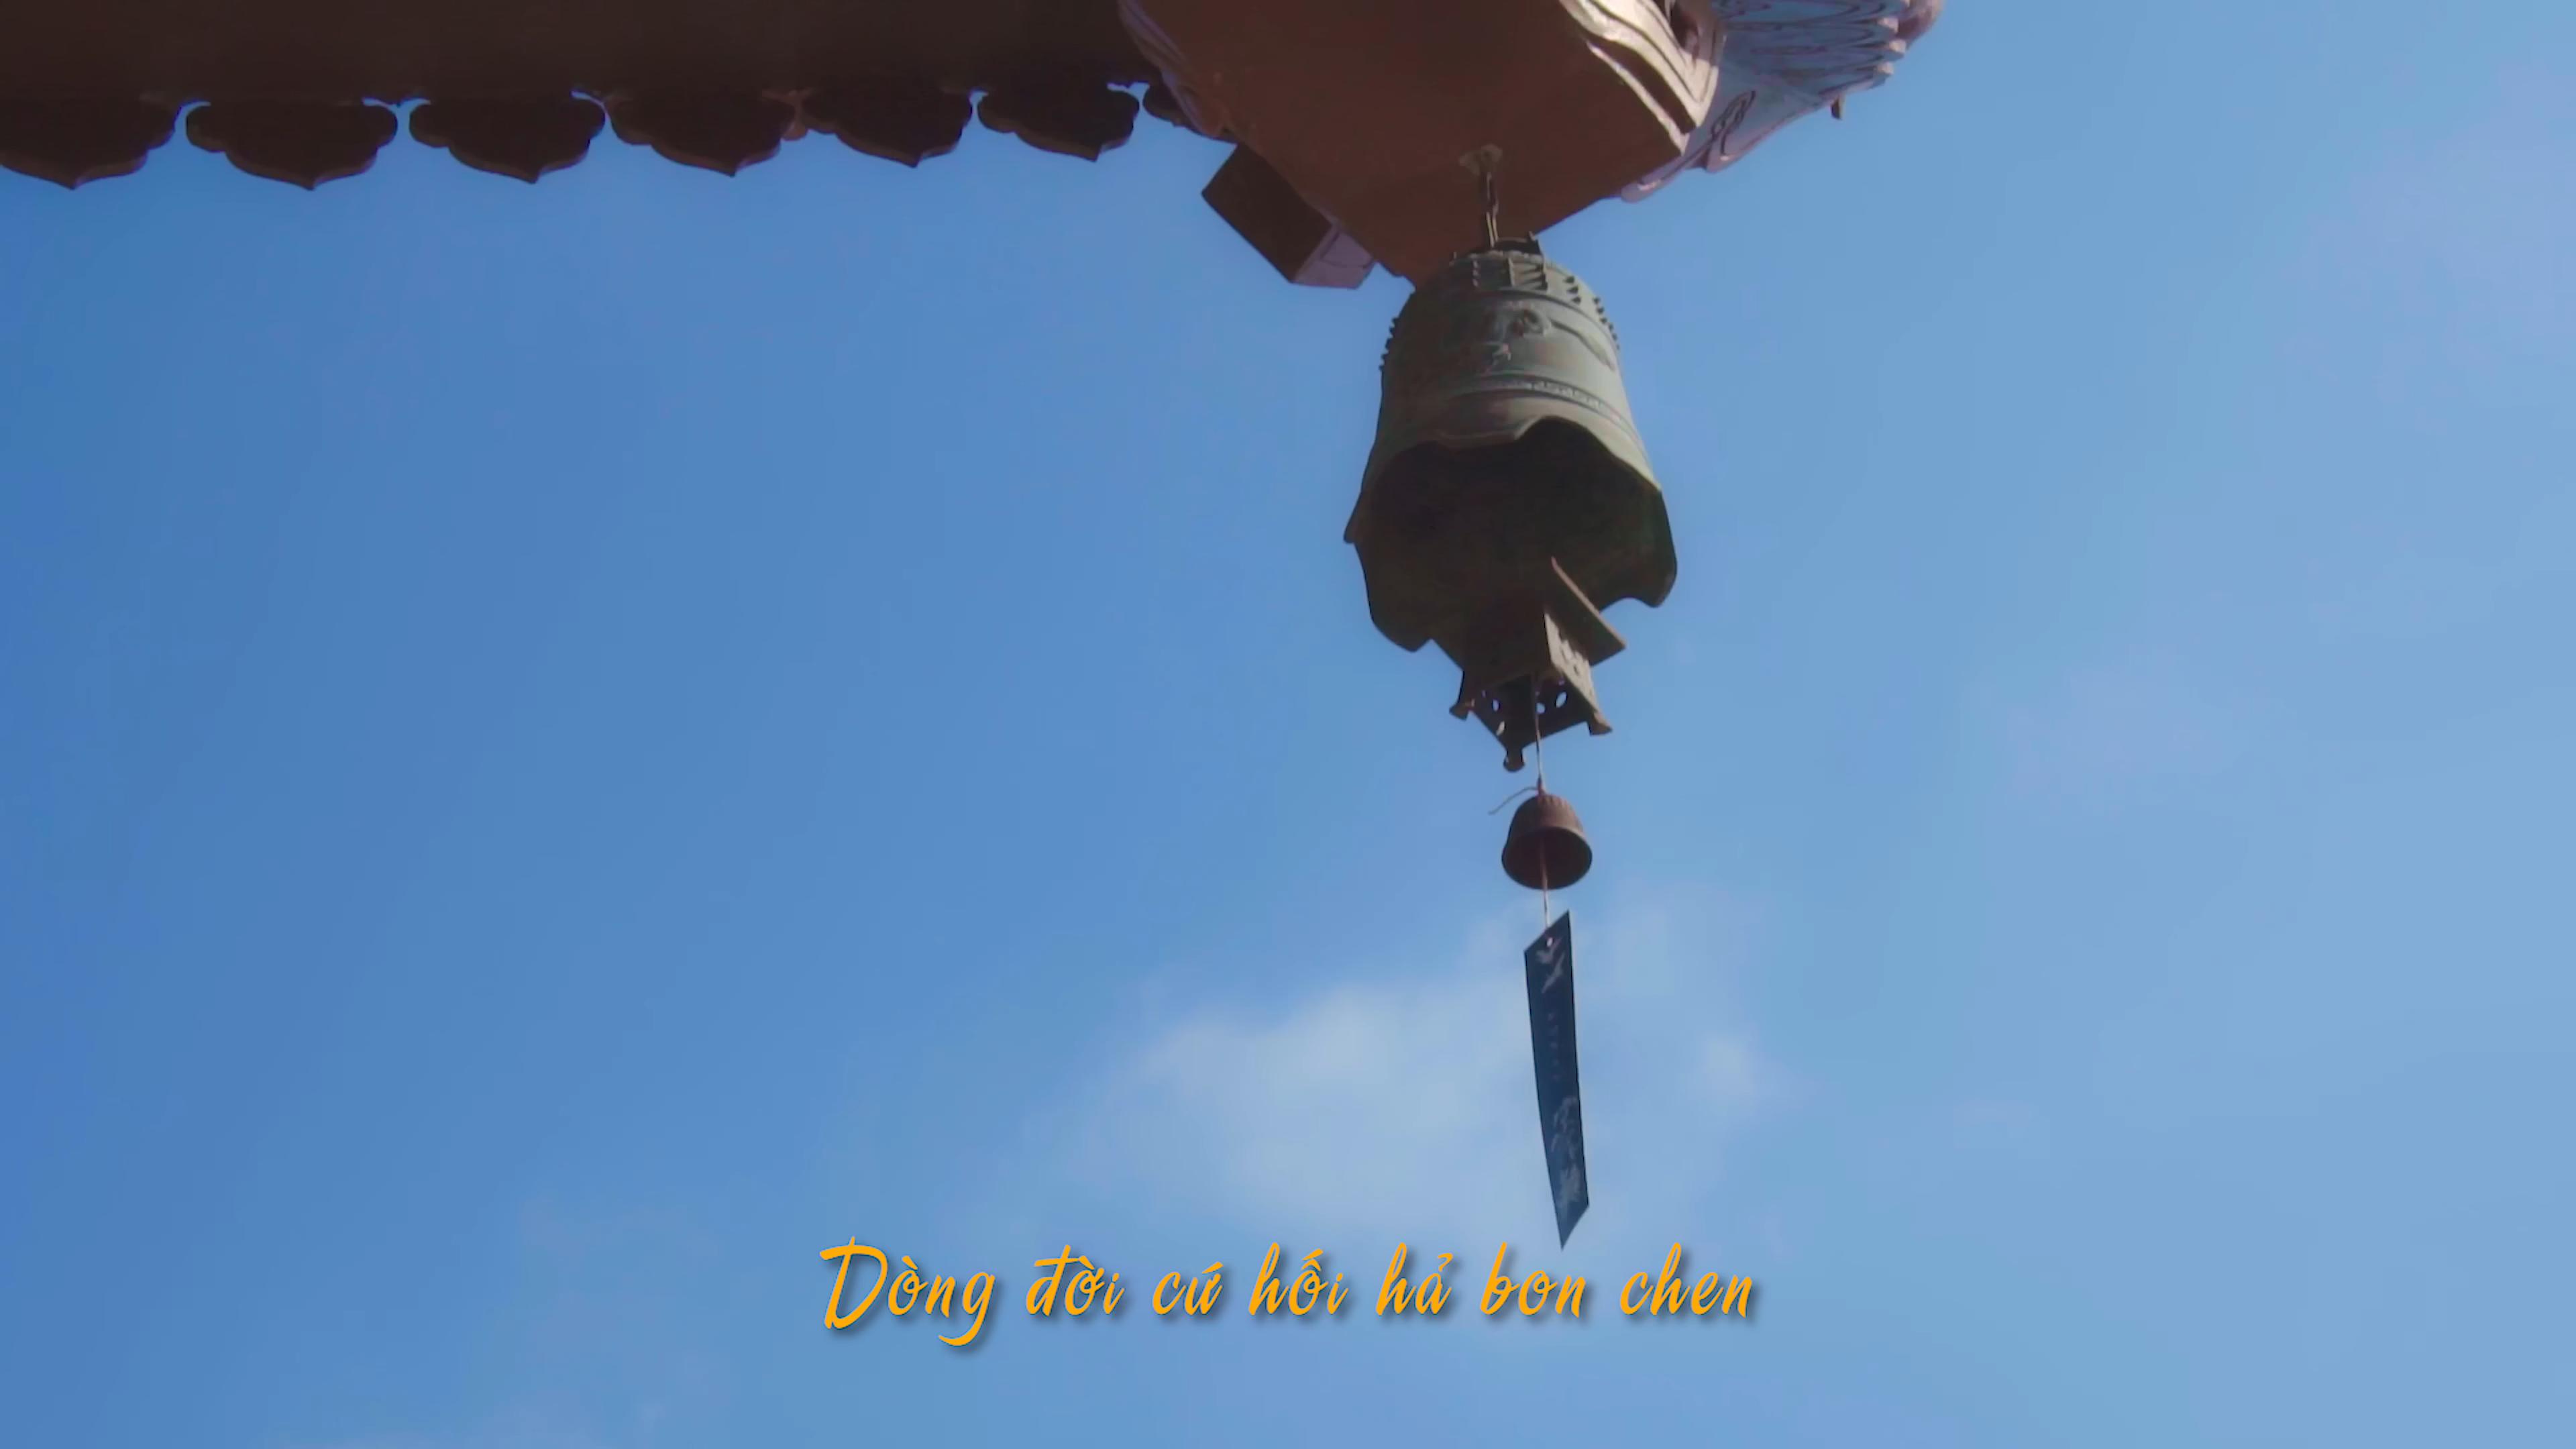 Dòng đời cứ hối hả bon chen